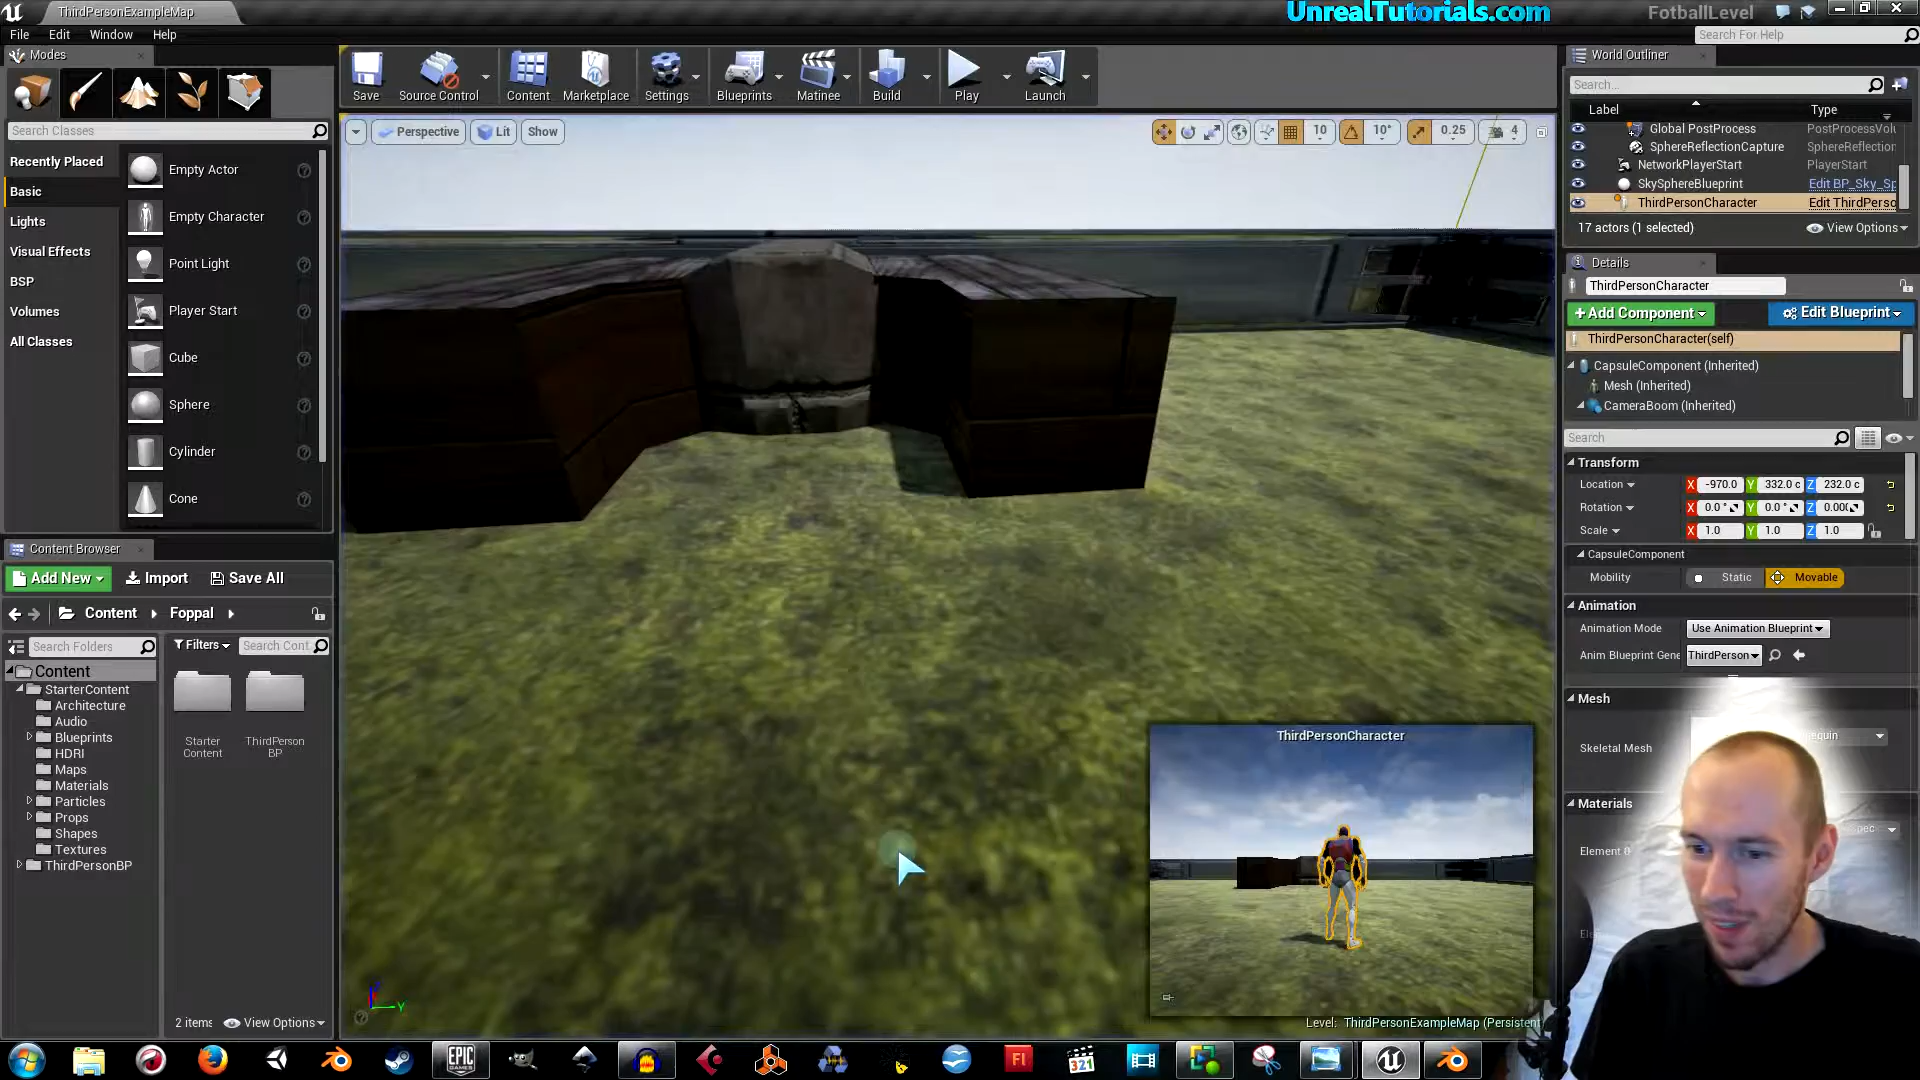 ThirdPersonExampleMap
UnrealTutorials.com
FotballLevel
File Edit Window Help
Search For Help
Modes
World Outliner
Save
Source Control
Content
Marketplace
Settings
Blueprints
Matinee
Build
Play
Launch
Search...
Label Type
Search Classes
Perspective Lit Show
10 10° 0.25 4
Global PostProcess PostProcessVolu
SphereReflectionCapture SphereReflection
NetworkPlayerStart PlayerStart
SkySphereBlueprint Edit BP_Sky_Sp
ThirdPersonCharacter Edit ThirdPerso
17 actors (1 selected) View Options
Recently Placed
Basic
Lights
Visual Effects
BSP
Volumes
All Classes
Empty Actor
Empty Character
Point Light
Player Start
Cube
Sphere
Cylinder
Cone
Details
ThirdPersonCharacter
Add Component Edit Blueprint
ThirdPersonCharacter(self)
CapsuleComponent (Inherited)
Mesh (Inherited)
CameraBoom (Inherited)
Search
Transform
Location X -970.0 Y 332.0 c Z 232.0 c
Rotation X 0.0 ° Y 0.0 ° Z 0.00
Scale X 1.0 Y 1.0 Z 1.0
CapsuleComponent
Mobility Static Movable
Animation
Animation Mode Use Animation Blueprint
Anim Blueprint Gene ThirdPerson
Mesh
Skeletal Mesh
Materials
Element 0
Content Browser
Add New Import Save All
Content Foppal
Search Folders
Filters Search Cont
Content
StarterContent
Architecture
Audio
Blueprints
HDRI
Maps
Materials
Particles
Props
Shapes
Textures
ThirdPersonBP
Starter
Content
ThirdPerson
BP
2 items View Options
ThirdPersonCharacter
Level: ThirdPersonExampleMap (Persistent
Y
EPIC
GAMES
Fl
321